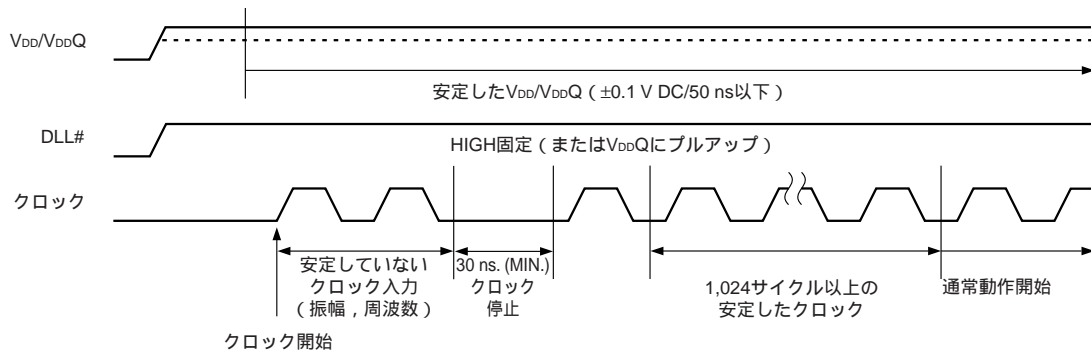 VDD/VDDQ
安定したVDD/VDDQ（±0.1 V DC/50 ns以下）
DLL#
HIGH固定（またはVDDQにプルアップ）
クロック
安定していない
クロック入力
（振幅，周波数）
30 ns. (MIN.)
クロック
停止
1,024サイクル以上の
安定したクロック
通常動作開始
クロック開始